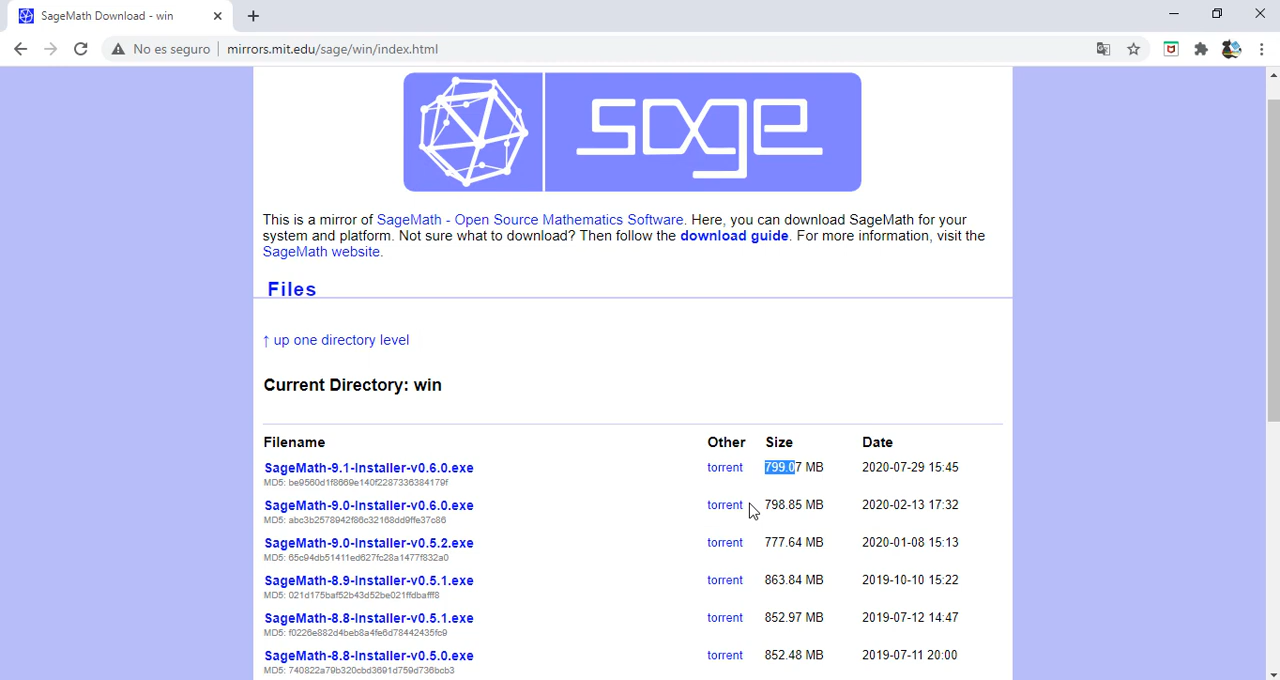 SageMath Download - win
No es seguro
mirrors.mit.edu/sage/win/index.html
sage
This is a mirror of SageMath - Open Source Mathematics Software. Here, you can download SageMath for your
system and platform. Not sure what to download? Then follow the download guide. For more information, visit the
SageMath website.
Files
↑ up one directory level
Current Directory: win
Filename Other Size Date
SageMath-9.1-Installer-v0.6.0.exe torrent 799.07 MB 2020-07-29 15:45
MD5: be9560d1f8669e140f2287336384179f
SageMath-9.0-Installer-v0.6.0.exe torrent 798.85 MB 2020-02-13 17:32
MD5: abc3b2578942f86c32168dd9ffe37c86
SageMath-9.0-Installer-v0.5.2.exe torrent 777.64 MB 2020-01-08 15:13
MD5: 65c94db51411ed627fc28a1477f832a0
SageMath-8.9-Installer-v0.5.1.exe torrent 863.84 MB 2019-10-10 15:22
MD5: 021d175baf52b43d52be021ffdbafff8
SageMath-8.8-Installer-v0.5.1.exe torrent 852.97 MB 2019-07-12 14:47
MD5: f0226e882d4beb8a4fe6d78442435fc9
SageMath-8.8-Installer-v0.5.0.exe torrent 852.48 MB 2019-07-11 20:00
MD5: 740822a79b320cbd3691d759d736bcb3